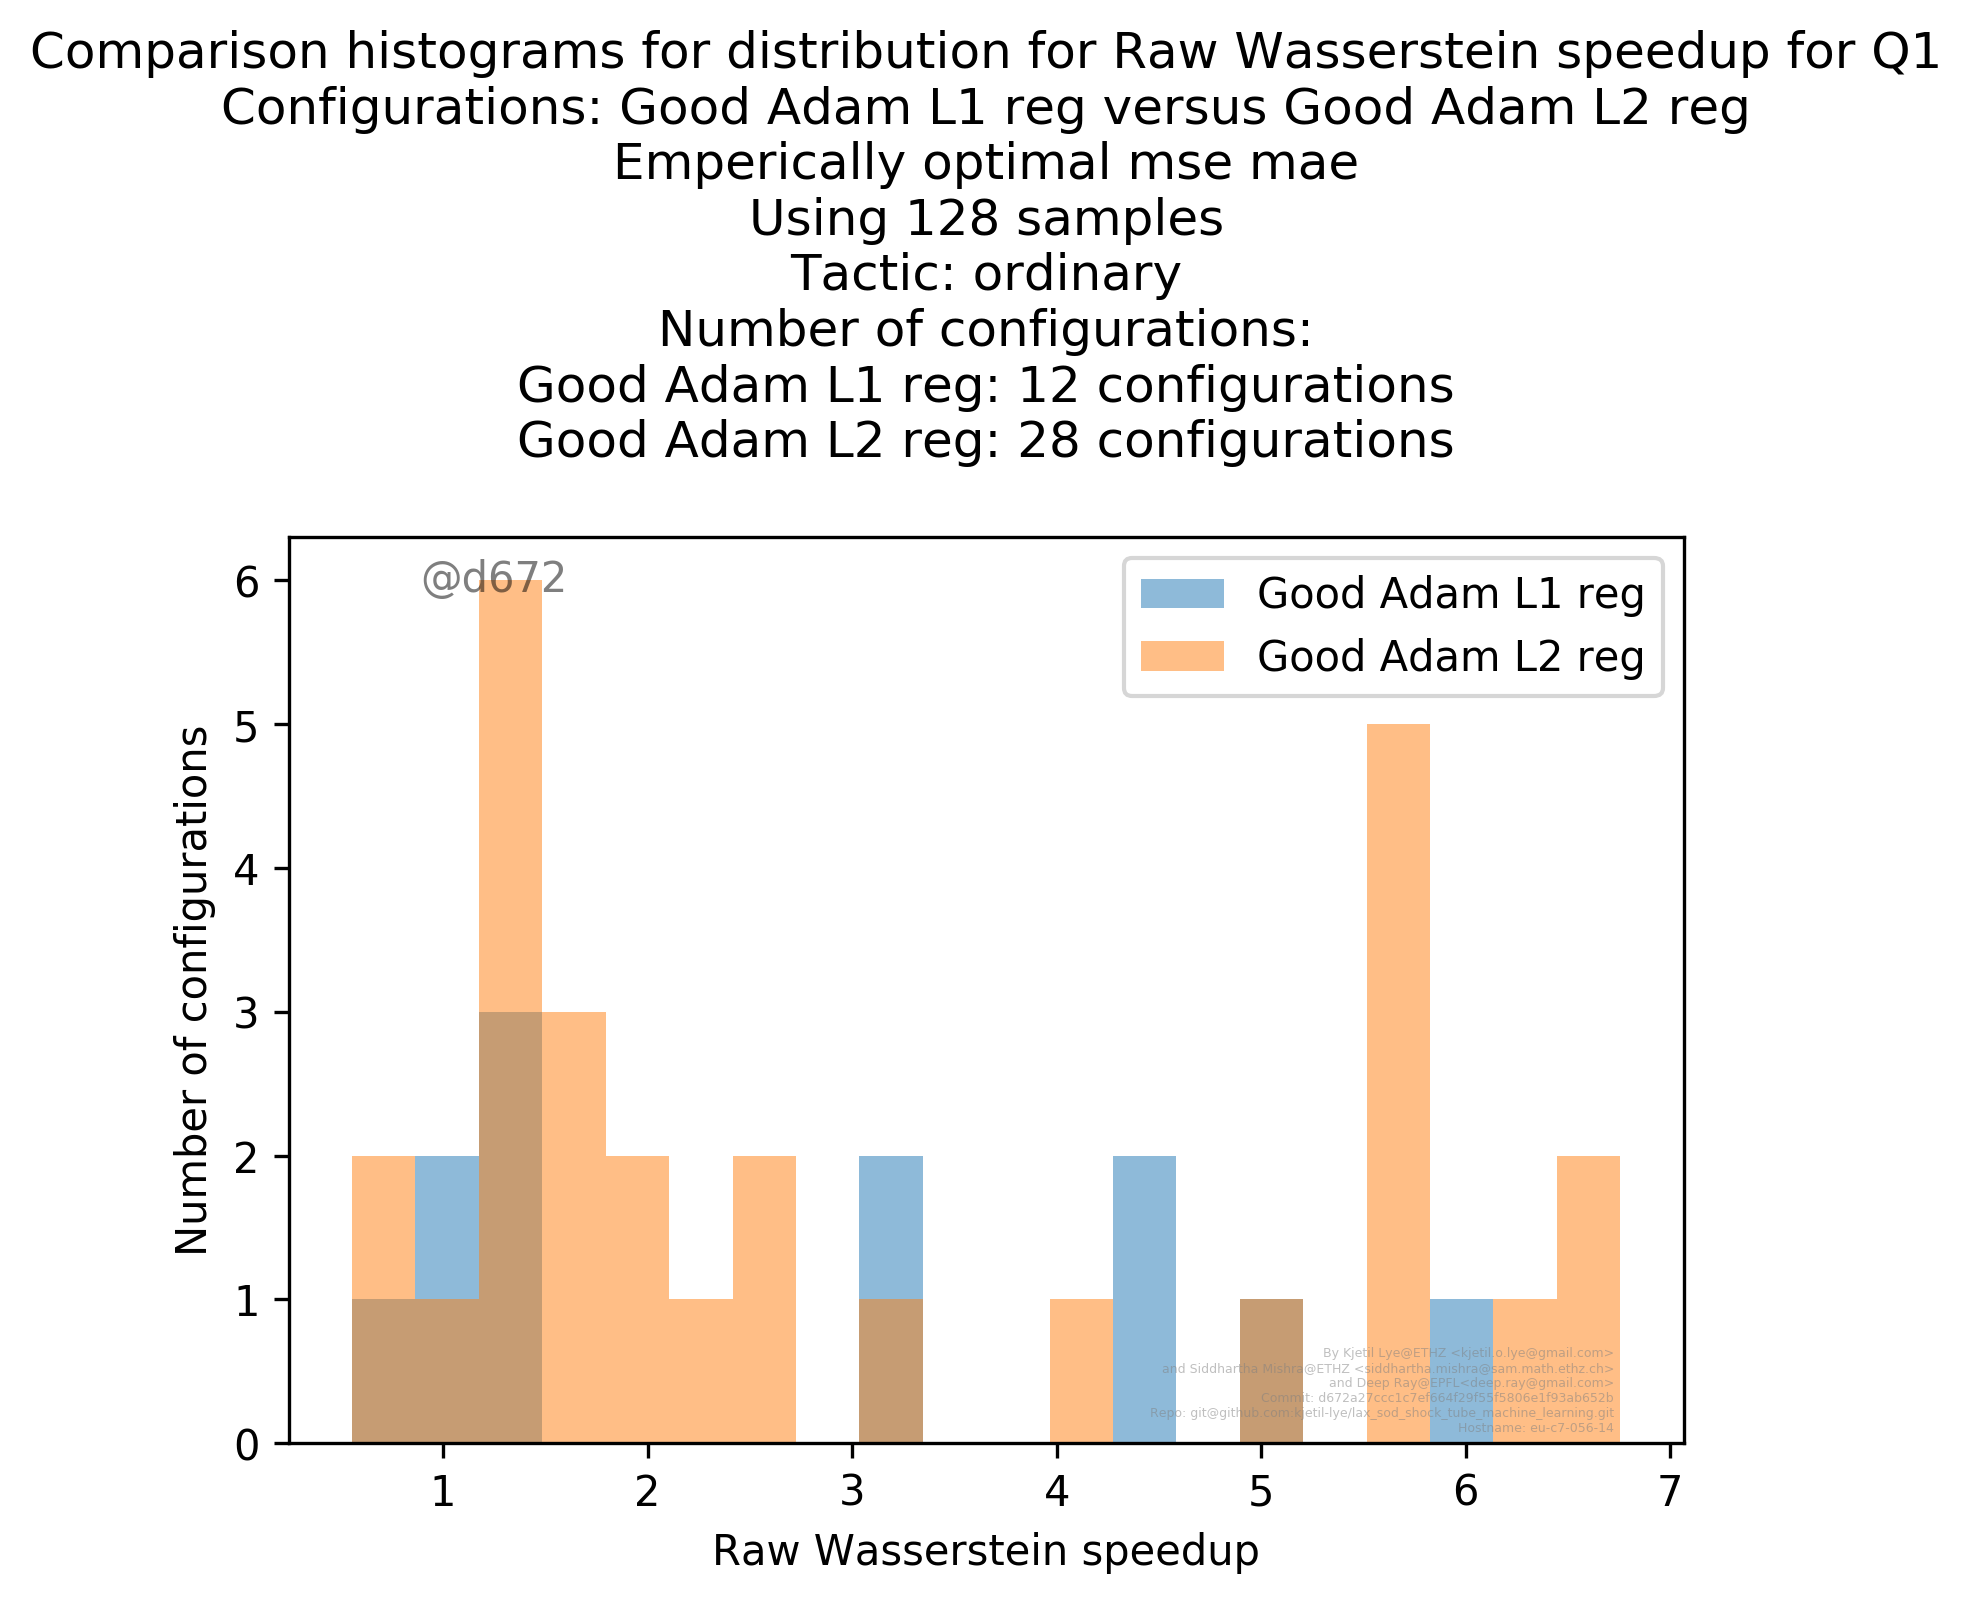 Comparison histograms for distribution for Raw Wasserstein speedup for Q1
Configurations: Good Adam L1 reg versus Good Adam L2 reg
Emperically optimal mse mae
Using 128 samples
Tactic: ordinary
Number of configurations:
Good Adam L1 reg: 12 configurations
Good Adam L2 reg: 28 configurations
@d672
Good Adam L1 reg
Good Adam L2 reg
Number of configurations
6
5
4
3
2
1
0
By Kjetil Lye@ETHZ <kjetil.o.lye@gmail.com>
and Siddhartha Mishra@ETHZ <siddhartha.mishra@sam.math.ethz.ch>
and Deep Ray@EPFL<deep.ray@gmail.com>
Commit: d672a27ccc1c7ef664f29f55f5806e1f93ab652b
Repo: git@github.com:kjetil-lye/lax_sod_shock_tube_machine_learning.git
Hostname: eu-c7-056-14
1 2 3 4 5 6 7
Raw Wasserstein speedup